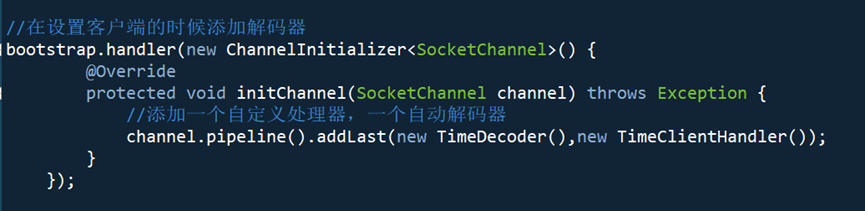 //在设置客户端的时候添加解码器
bootstrap.handler(new ChannelInitializer<SocketChannel>() {
@Override
protected void initChannel(SocketChannel channel) throws Exception {
//添加一个自定义处理器，一个自动解码器
channel.pipeline().addLast(new TimeDecoder(),new TimeClientHandler());
}
});